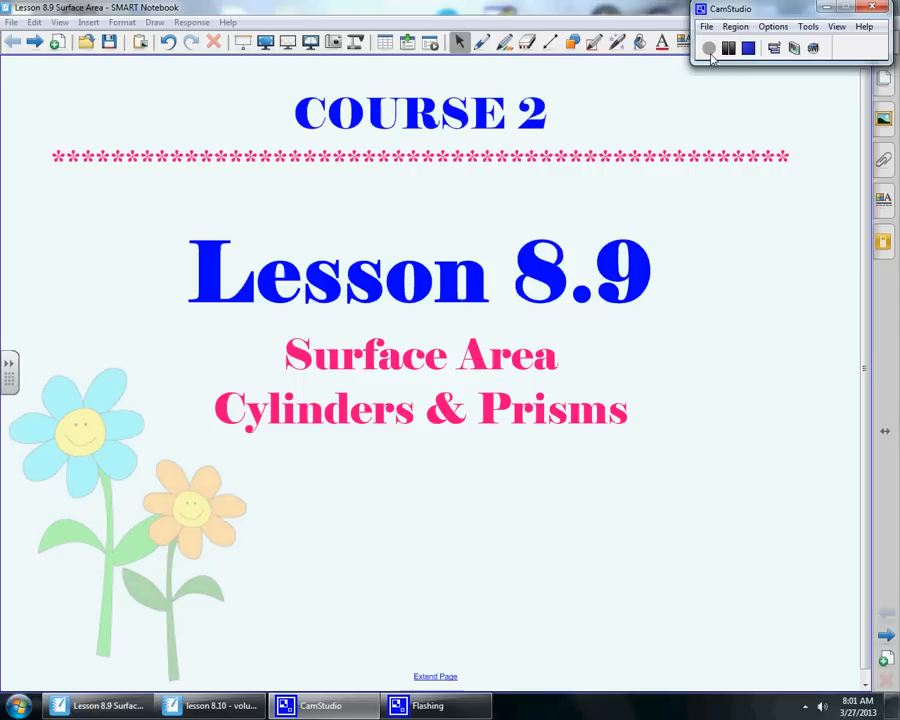 Lesson 8.9 Surface Area - SMART Notebook
File Edit View Insert Format Draw Response Help
CamStudio
File Region Options Tools View Help
COURSE 2
**************************************************
Lesson 8.9
Surface Area
Cylinders & Prisms
Extend Page
Lesson 8.9 Surfac...
lesson 8.10 - volu...
CamStudio
Flashing
8:01 AM
3/27/2013